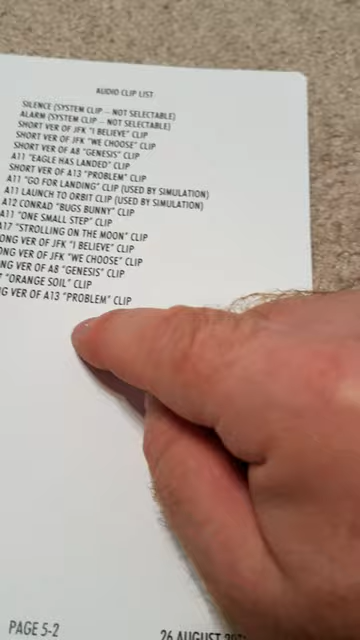 AUDIO CLIP LIST
SILENCE (SYSTEM CLIP – NOT SELECTABLE)
ALARM (SYSTEM CLIP – NOT SELECTABLE)
SHORT VER OF JFK "I BELIEVE" CLIP
SHORT VER OF JFK "WE CHOOSE" CLIP
SHORT VER OF A8 "GENESIS" CLIP
A11 "EAGLE HAS LANDED" CLIP
SHORT VER OF A13 "PROBLEM" CLIP
A11 "GO FOR LANDING" CLIP (USED BY SIMULATION)
A11 LAUNCH TO ORBIT CLIP (USED BY SIMULATION)
A12 CONRAD "BUGS BUNNY" CLIP
A11 "ONE SMALL STEP" CLIP
A17 "STROLLING ON THE MOON" CLIP
ONG VER OF JFK "I BELIEVE" CLIP
ONG VER OF JFK "WE CHOOSE" CLIP
NG VER OF A8 "GENESIS" CLIP
"ORANGE SOIL" CLIP
G VER OF A13 "PROBLEM" CLIP
PAGE 5-2
26 AUGUST